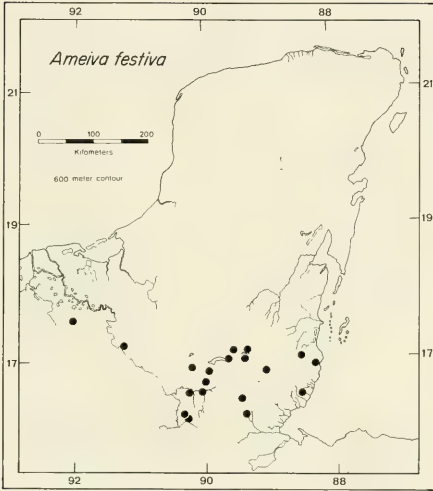 92 90 88
Ameiva festiva
21 21
0 100 200
Kilometers
600 meter contour
19 19
17 17
92 90 88